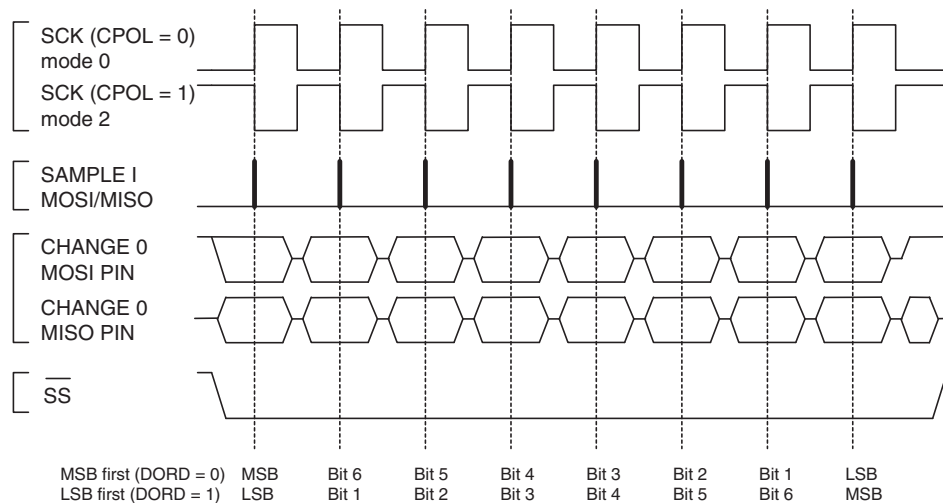 SCK (CPOL = 0)
mode 0
SCK (CPOL = 1)
mode 2
SAMPLE I
MOSI/MISO
CHANGE 0
MOSI PIN
CHANGE 0
MISO PIN
SS
MSB first (DORD = 0) MSB Bit 6 Bit 5 Bit 4 Bit 3 Bit 2 Bit 1 LSB
LSB first (DORD = 1) LSB Bit 1 Bit 2 Bit 3 Bit 4 Bit 5 Bit 6 MSB